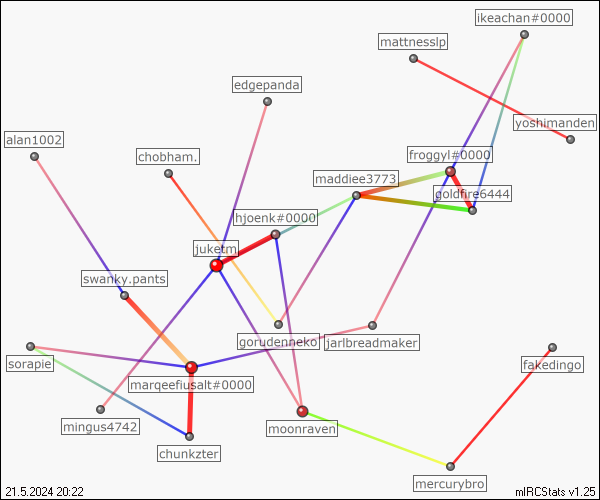 ikeachan#0000
mattnesslp
edgepanda
yoshimanden
alan1002
chobham.
froggyl#0000
maddiee3773
goldfire6444
hjoenk#0000
juketm
swanky.pants
gorudenneko
jarlbreadmaker
sorapie
fakedingo
marqeefiusalt#0000
mingus4742
moonraven
chunkzter
mercurybro
21.5.2024 20:22
mIRCStats v1.25